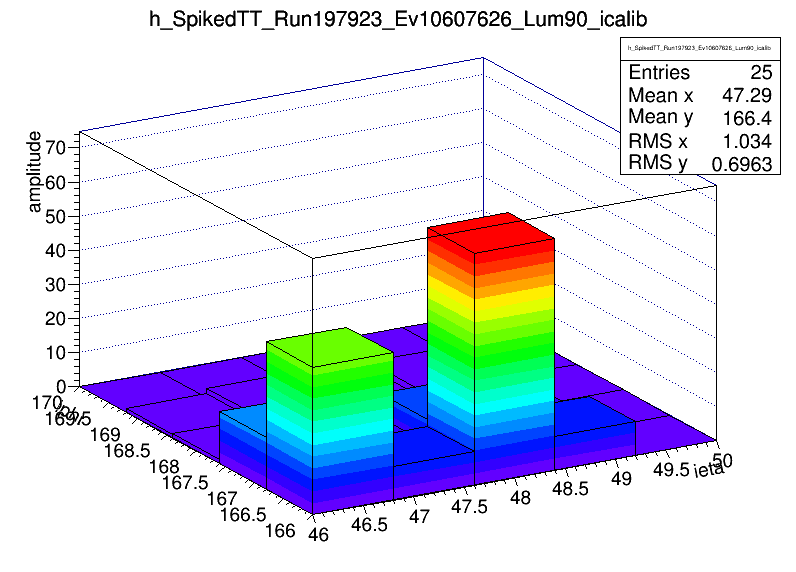 h_SpikedTT_Run197923_Ev10607626_Lum90_icalib
h_SpikedTT_Run197923_Ev10607626_Lum90_icalib
Entries 25
Mean x 47.29
Mean y 166.4
RMS x 1.034
RMS y 0.6963
amplitude
70
60
50
40
30
20
10
0
170
169.5
169
168.5
168
167.5
167
166.5
166
46
46.5
47
47.5
48
48.5
49
49.5
50
ieta